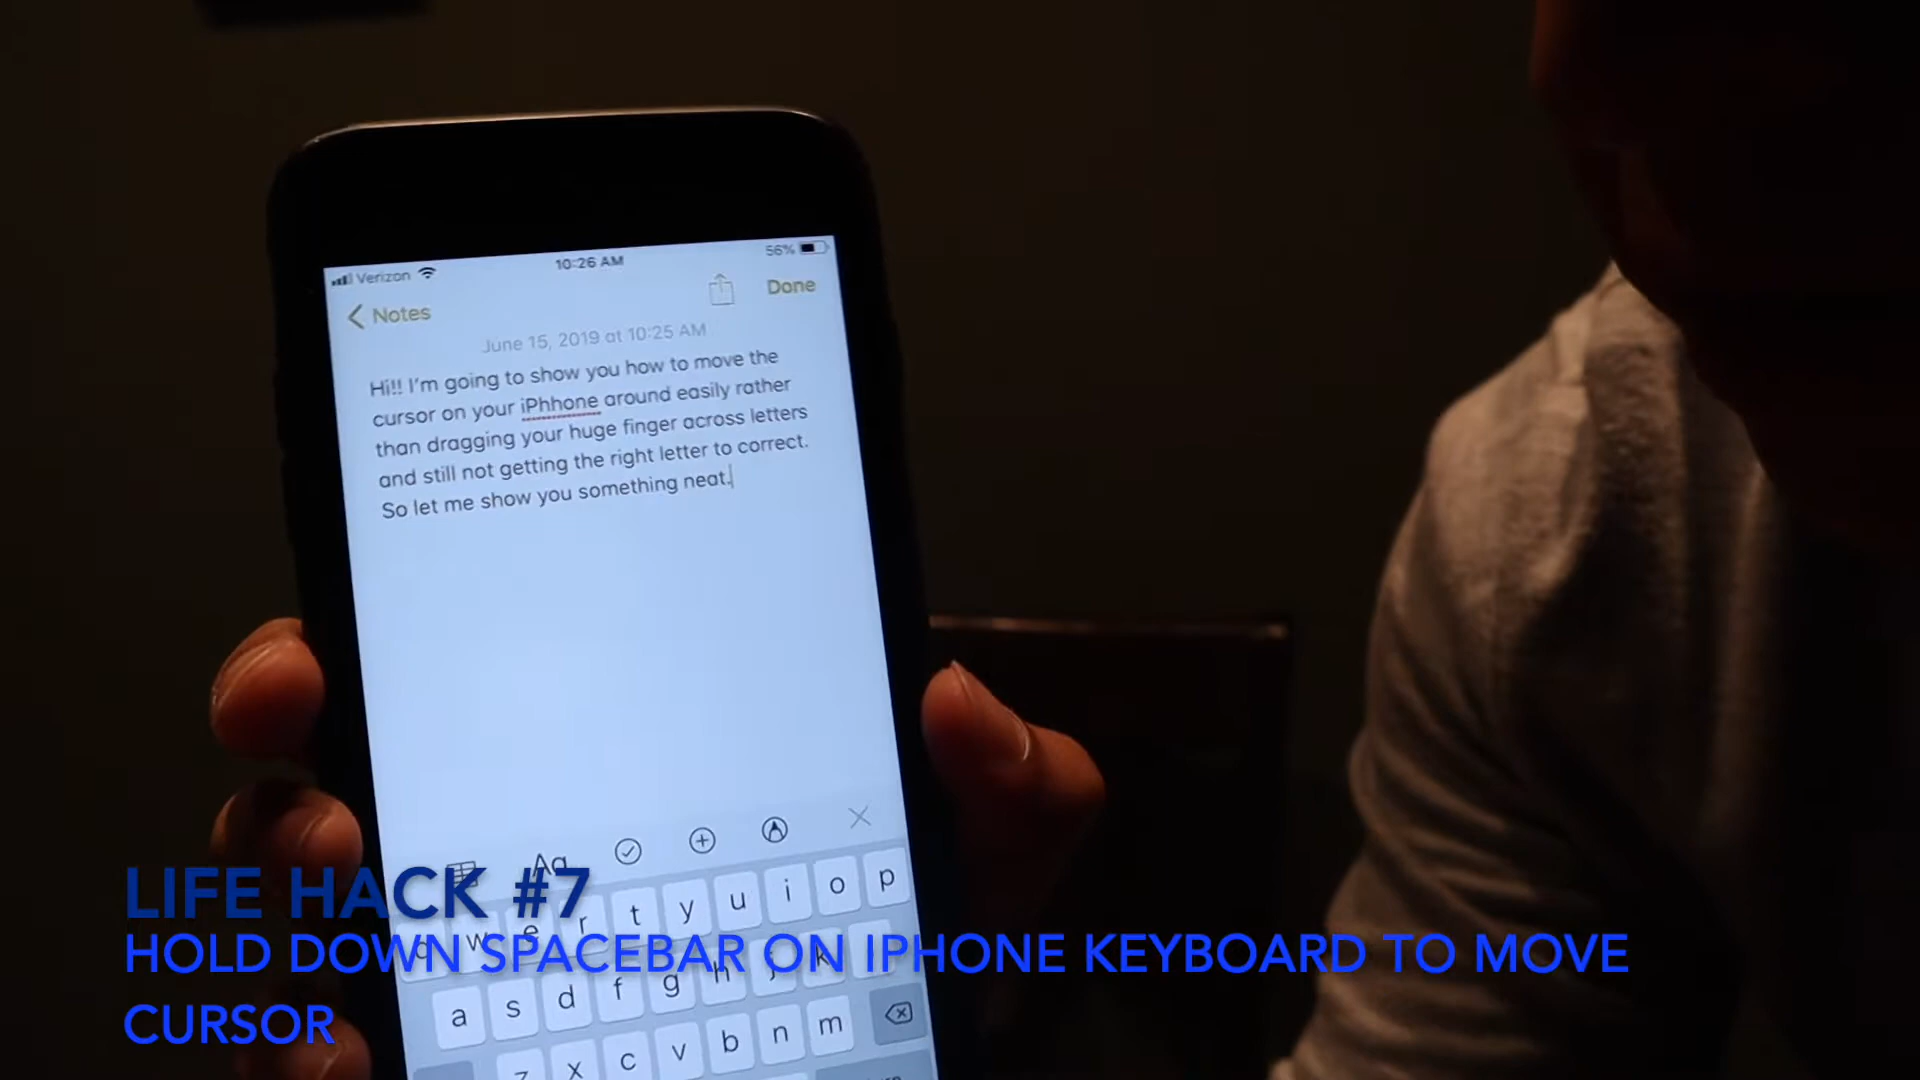 Verizon 10:26 AM 56%
Notes Done
June 15, 2019 at 10:25 AM
Hi!! I'm going to show you how to move the
cursor on your iPhhone around easily rather
than dragging your huge finger across letters
and still not getting the right letter to correct.
So let me show you something neat.
Aa
q w e r t y u i o p
a s d f g h j k
z x c v b n m
LIFE HACK #7
HOLD DOWN SPACEBAR ON IPHONE KEYBOARD TO MOVE
CURSOR